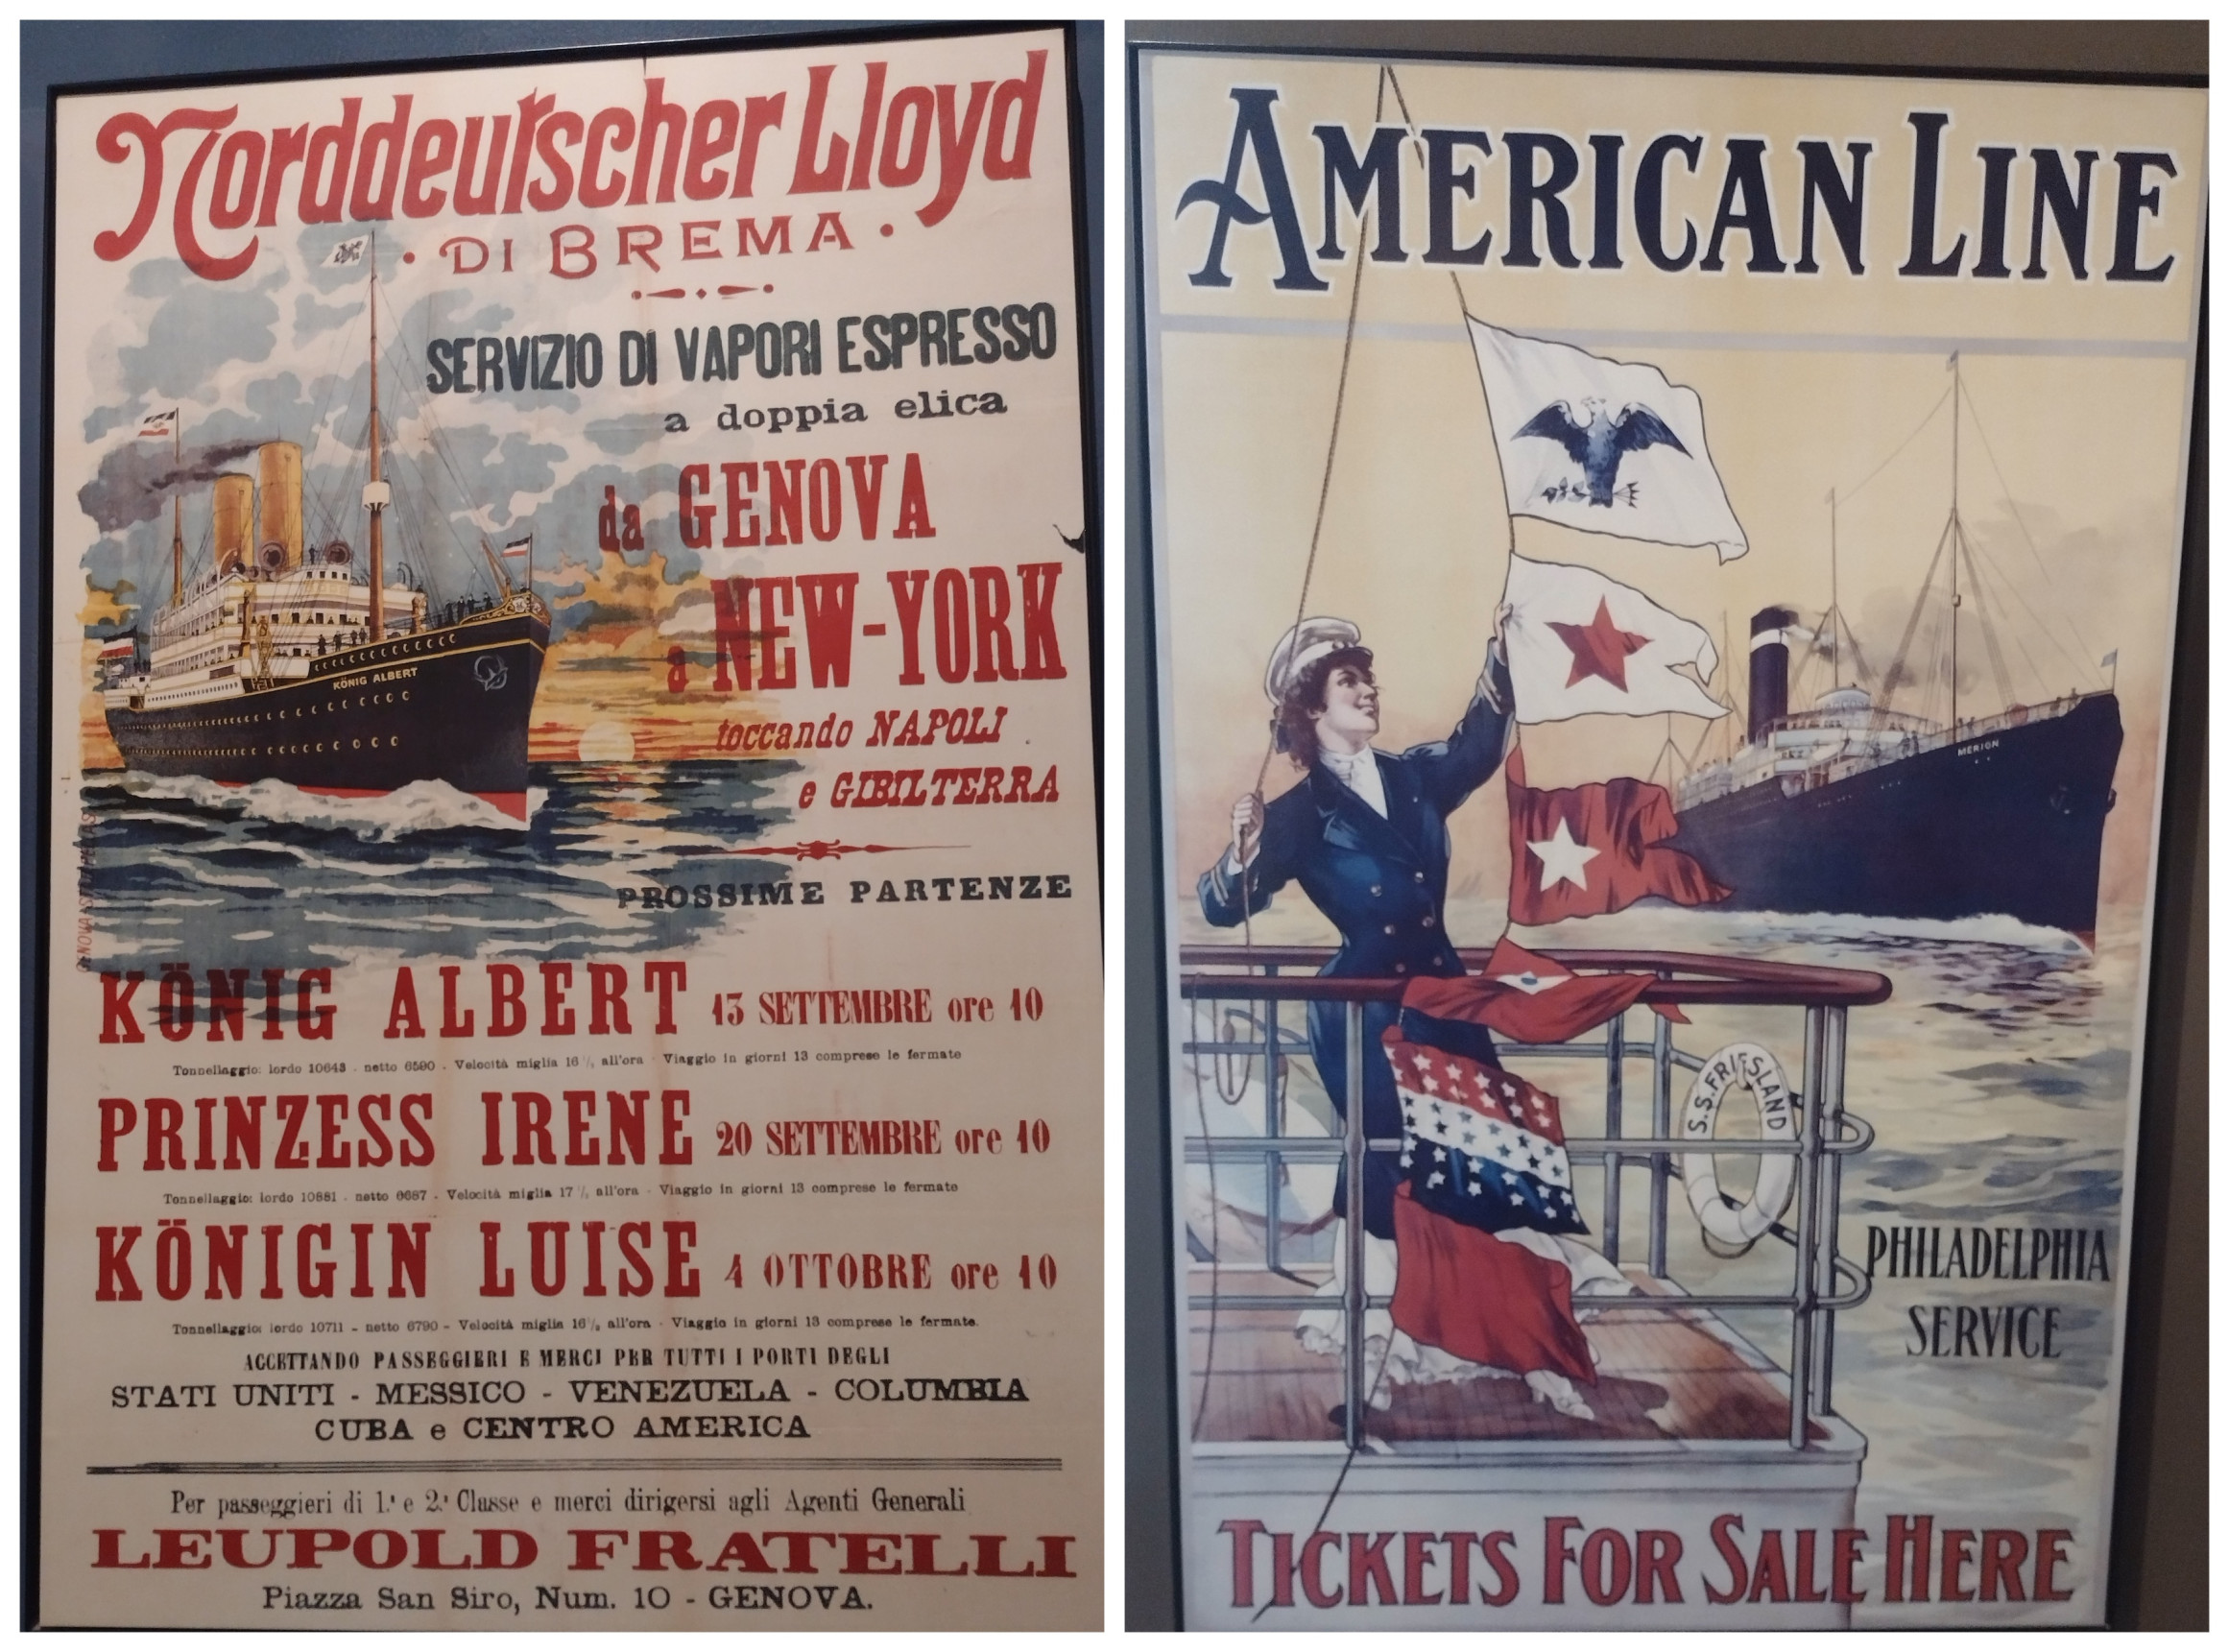 Norddeutscher Lloyd
· DI BREMA ·
SERVIZIO DI VAPORI ESPRESSO
a doppia elica
da GENOVA
a NEW-YORK
toccando NAPOLI
e GIBILTERRA
KÖNIG ALBERT
PROSSIME PARTENZE
KÖNIG ALBERT 13 SETTEMBRE ore 10
Tonnellaggio: lordo 10643 - netto 6590 - Velocità miglia 16 1/2 all'ora - Viaggio in giorni 13 comprese le fermate
PRINZESS IRENE 20 SETTEMBRE ore 10
Tonnellaggio: lordo 10881 - netto 6687 - Velocità miglia 17 1/2 all'ora - Viaggio in giorni 13 comprese le fermate
KÖNIGIN LUISE 4 OTTOBRE ore 10
Tonnellaggio: lordo 10711 - netto 6790 - Velocità miglia 16 1/2 all'ora - Viaggio in giorni 13 comprese le fermate.
ACCETTANDO PASSEGGIERI E MERCI PER TUTTI I PORTI DEGLI
STATI UNITI - MESSICO - VENEZUELA - COLUMBIA
CUBA e CENTRO AMERICA
Per passeggieri di 1.ª e 2.ª Classe e merci dirigersi agli Agenti Generali
LEUPOLD FRATELLI
Piazza San Siro, Num. 10 - GENOVA.
GENOVA
AMERICAN LINE
MERION
S.S. FRIESLAND
PHILADELPHIA
SERVICE
TICKETS FOR SALE HERE